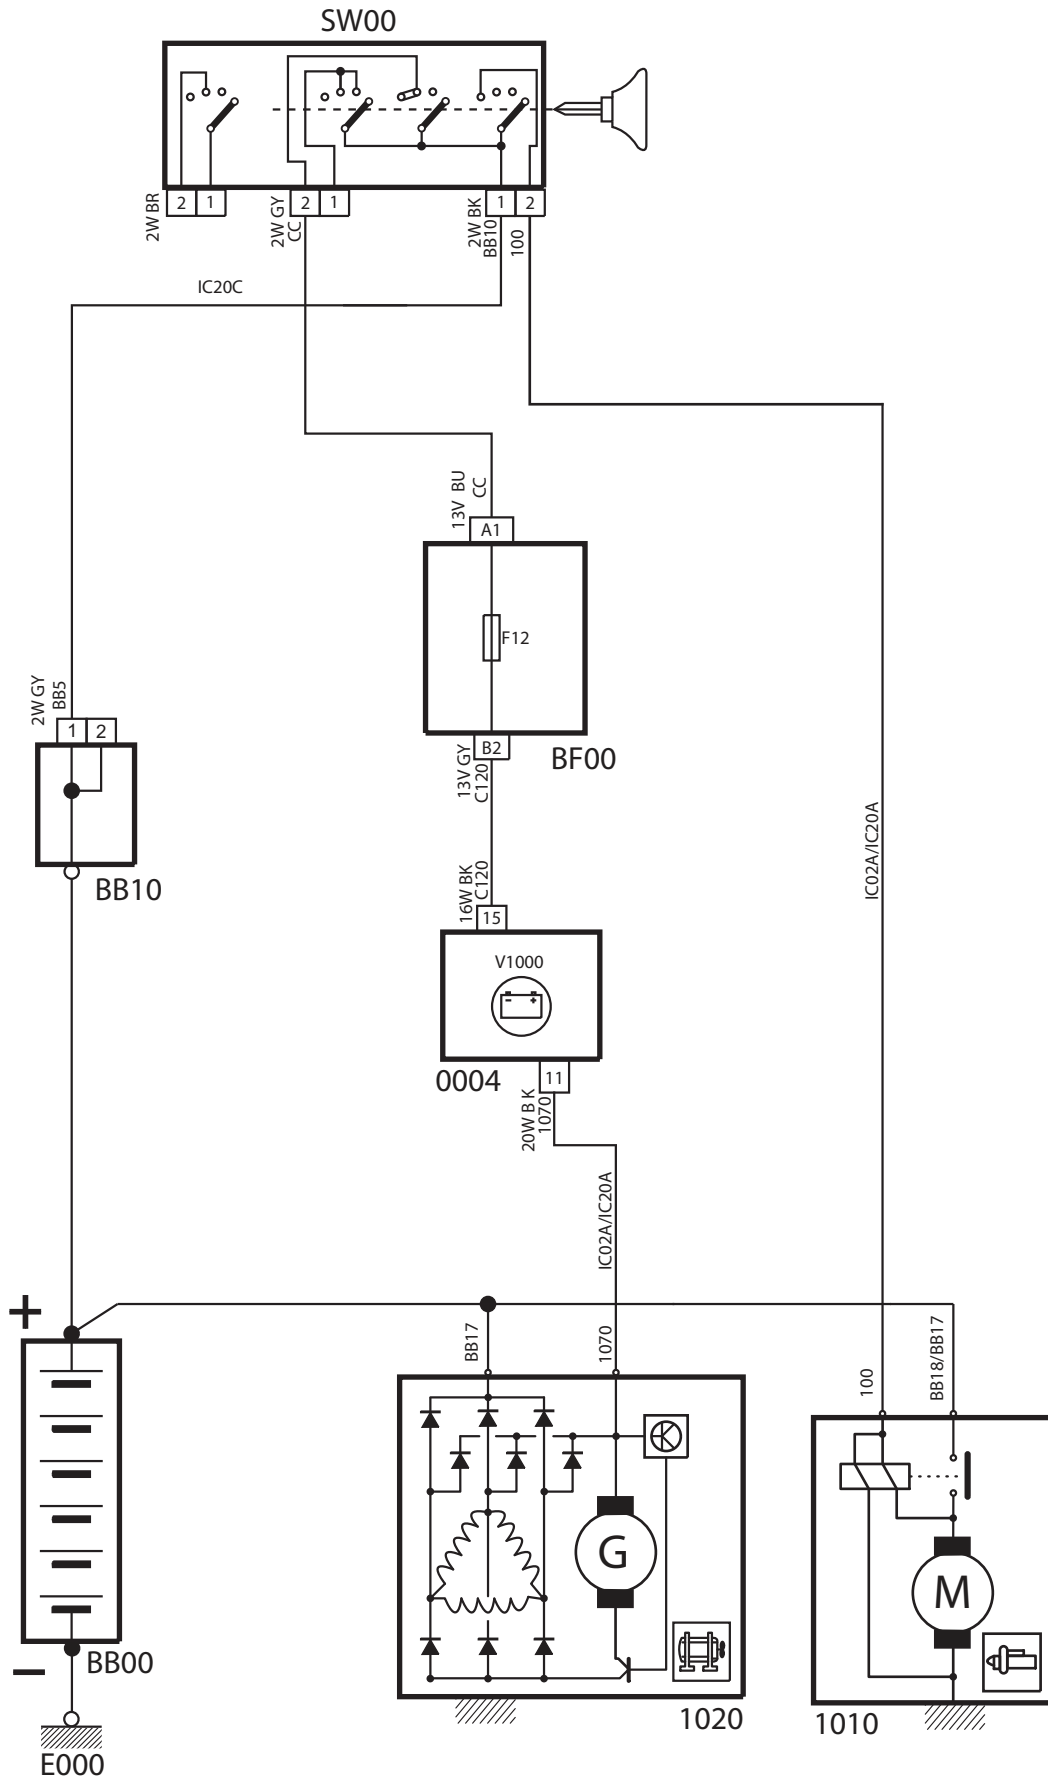 SW00
2 1
2 1
1 2
2W BR
2W GY
CC
2W BK
BB10
100
IC20C
13V BU
CC
A1
F12
B2
BF00
13V GY
C120
2W GY
BB5
1 2
BB10
IC02A/IC20A
16W BK
C120
15
V1000
- +
0004
11
20W B K
1070
IC02A/IC20A
+
BB17
1070
100
BB18/BB17
G
M
−
BB00
1020
1010
E000